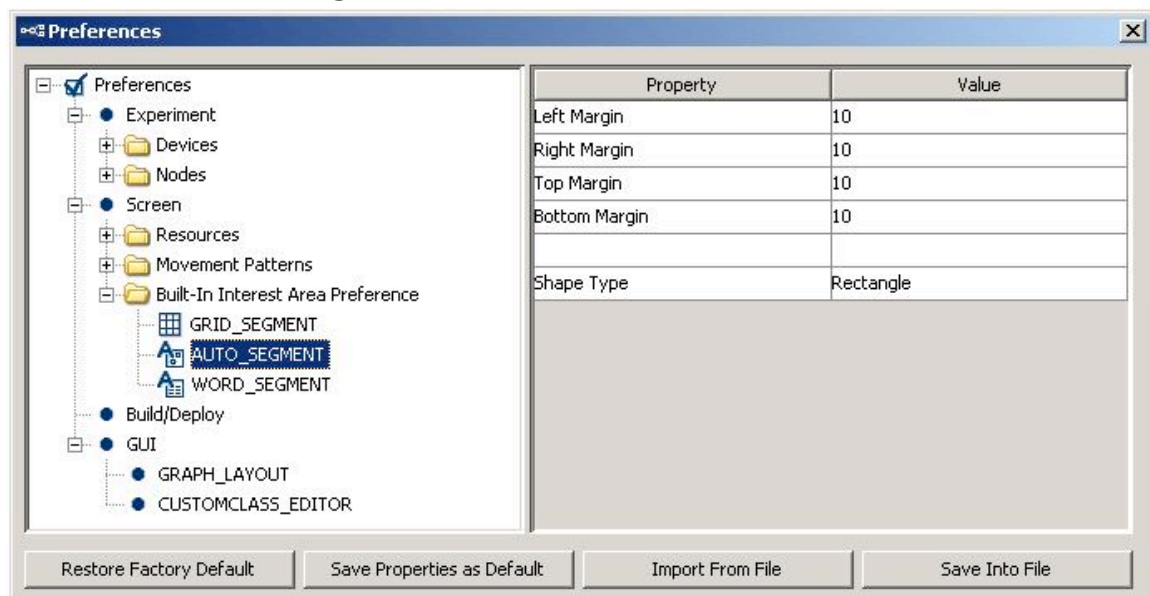 Preferences
Preferences
Experiment
Devices
Nodes
Screen
Resources
Movement Patterns
Built-In Interest Area Preference
GRID_SEGMENT
AUTO_SEGMENT
WORD_SEGMENT
Build/Deploy
GUI
GRAPH_LAYOUT
CUSTOMCLASS_EDITOR
Property Value
Left Margin 10
Right Margin 10
Top Margin 10
Bottom Margin 10
Shape Type Rectangle
Restore Factory Default Save Properties as Default Import From File Save Into File